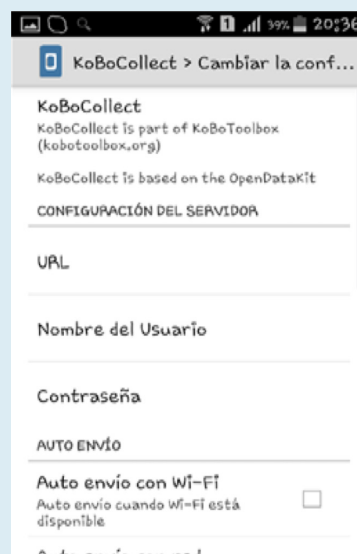 39% 20:36
KoBoCollect > Cambiar la conf...
KoBoCollect
KoBoCollect is part of KoBoToolbox
(kobotoolbox.org)
KoBoCollect is based on the OpenDataKit
CONFIGURACIÓN DEL SERVIDOR
URL
Nombre del Usuario
Contraseña
AUTO ENVÍO
Auto envío con Wi-Fi
Auto envío cuando Wi-Fi está
disponible